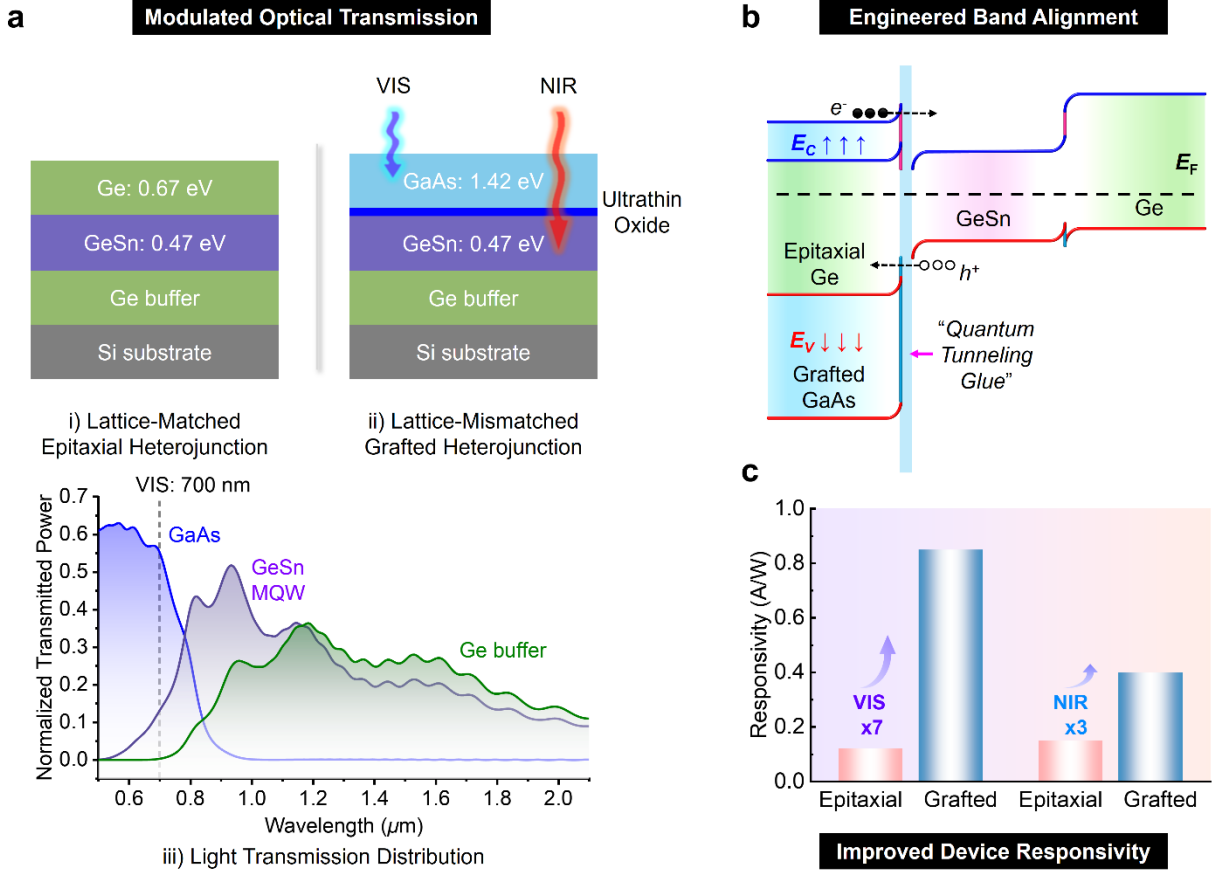 a
Modulated Optical Transmission
VIS
NIR
Ge: 0.67 eV
GeSn: 0.47 eV
Ge buffer
Si substrate
GaAs: 1.42 eV
GeSn: 0.47 eV
Ge buffer
Si substrate
Ultrathin
Oxide
i) Lattice-Matched
Epitaxial Heterojunction
ii) Lattice-Mismatched
Grafted Heterojunction
VIS: 700 nm
GaAs
GeSn
MQW
Ge buffer
Normalized Transmitted Power
0.7
0.6
0.5
0.4
0.3
0.2
0.1
0.0
0.6 0.8 1.0 1.2 1.4 1.6 1.8 2.0
Wavelength (µm)
iii) Light Transmission Distribution
b
Engineered Band Alignment
e-
EC ↑ ↑ ↑
EF
GeSn
Ge
Epitaxial
Ge
h+
EV ↓ ↓ ↓
Grafted
GaAs
“Quantum
Tunneling
Glue”
c
Responsivity (A/W)
1.0
0.8
0.6
0.4
0.2
0.0
VIS
x7
NIR
x3
Epitaxial Grafted Epitaxial Grafted
Improved Device Responsivity